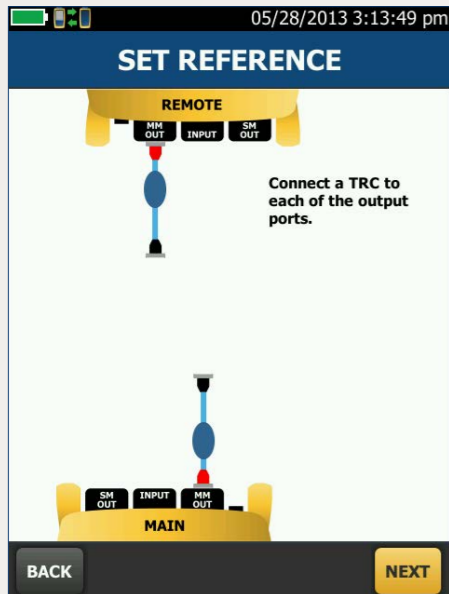 05/28/2013 3:13:49 pm
SET REFERENCE
REMOTE
MM OUT
INPUT
SM OUT
Connect a TRC to
each of the output
ports.
SM OUT
INPUT
MM OUT
MAIN
BACK
NEXT